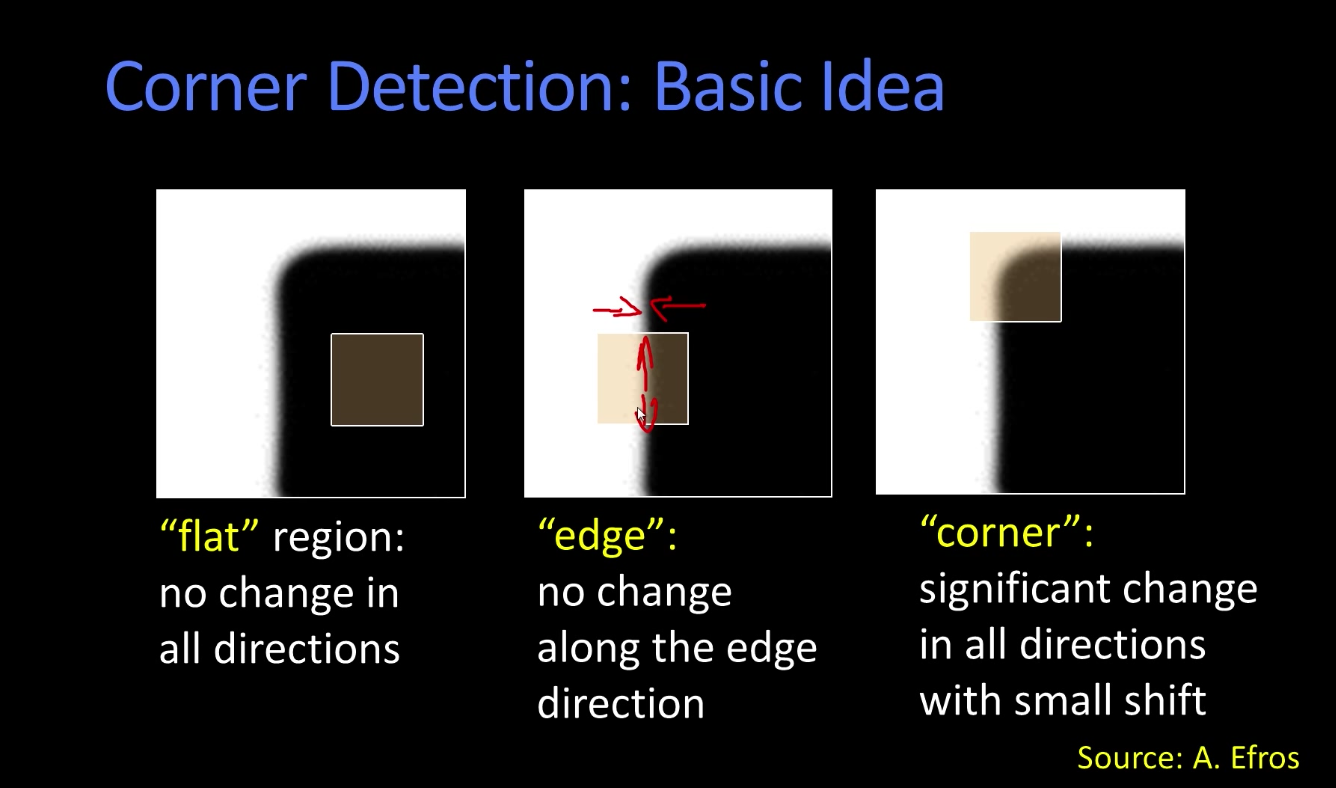 Corner Detection: Basic Idea
“flat” region:
no change in
all directions
“edge”:
no change
along the edge
direction
“corner”:
significant change
in all directions
with small shift
Source: A. Efros